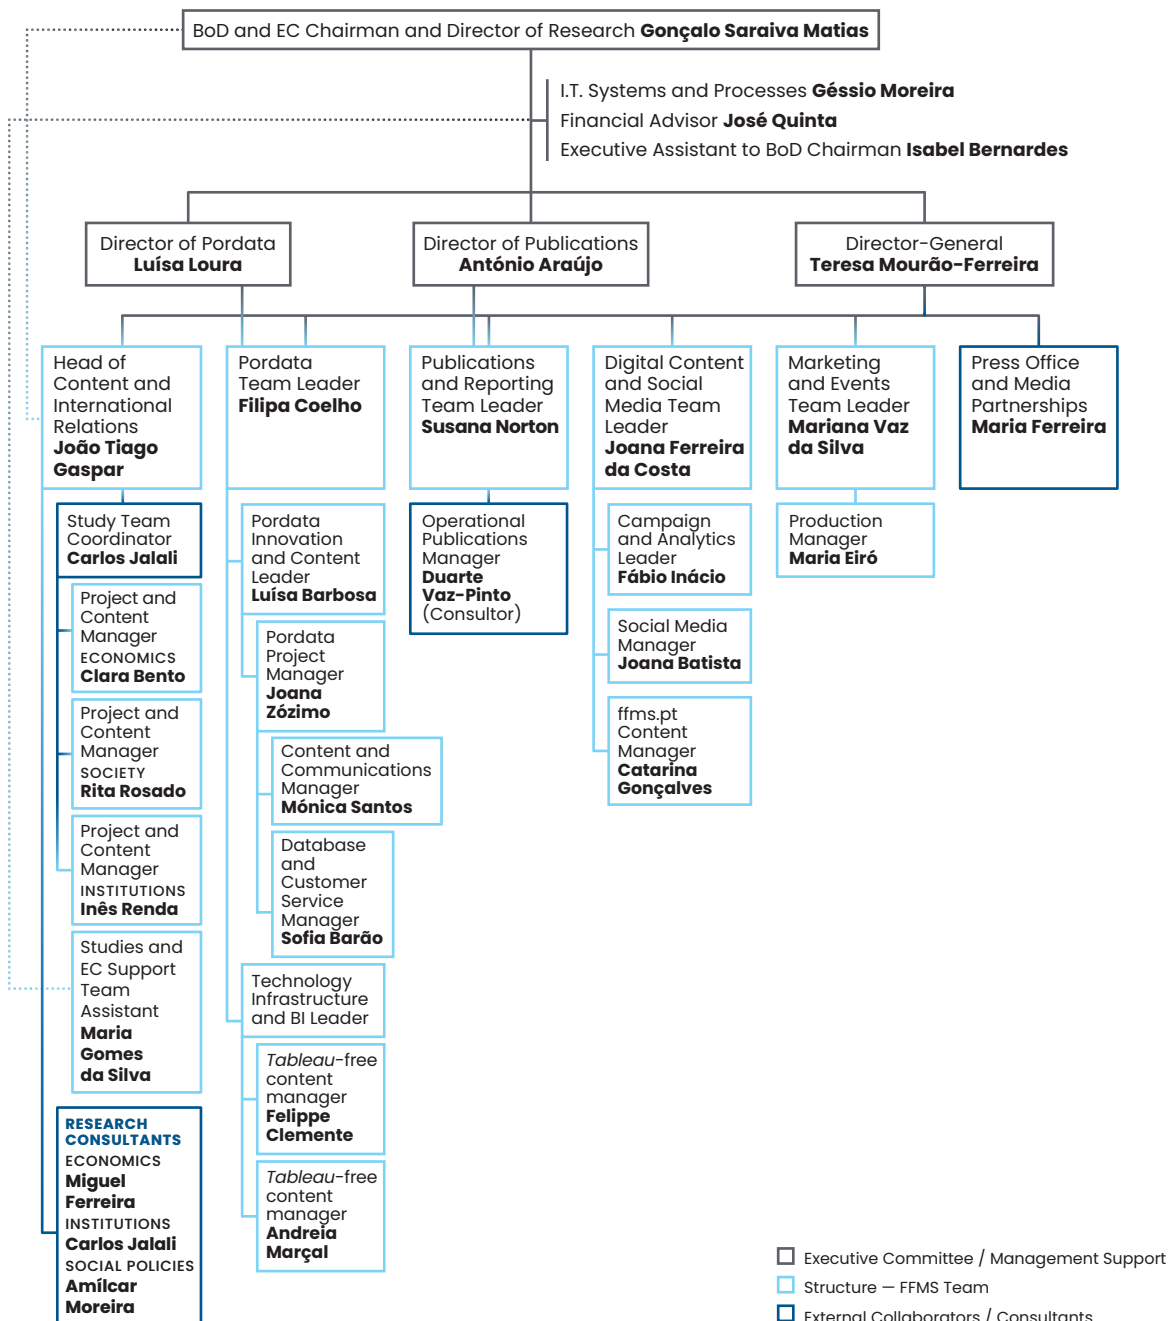 BoD and EC Chairman and Director of Research Gonçalo Saraiva Matias
I.T. Systems and Processes Géssio Moreira
Financial Advisor José Quinta
Executive Assistant to BoD Chairman Isabel Bernardes
Director of Pordata
Luísa Loura
Director of Publications
António Araújo
Director-General
Teresa Mourão-Ferreira
Head of
Content and
International
Relations
João Tiago
Gaspar
Study Team
Coordinator
Carlos Jalali
Project and
Content
Manager
ECONOMICS
Clara Bento
Project and
Content
Manager
SOCIETY
Rita Rosado
Project and
Content
Manager
INSTITUTIONS
Inês Renda
Studies and
EC Support
Team
Assistant
Maria
Gomes
da Silva
RESEARCH
CONSULTANTS
ECONOMICS
Miguel
Ferreira
INSTITUTIONS
Carlos Jalali
SOCIAL POLICIES
Amílcar
Moreira
Pordata
Team Leader
Filipa Coelho
Pordata
Innovation
and Content
Leader
Luísa Barbosa
Pordata
Project
Manager
Joana
Zózimo
Content and
Communications
Manager
Mónica Santos
Database
and
Customer
Service
Manager
Sofia Barão
Technology
Infrastructure
and BI Leader
Tableau-free
content
manager
Felippe
Clemente
Tableau-free
content
manager
Andreia
Marçal
Publications
and Reporting
Team Leader
Susana Norton
Operational
Publications
Manager
Duarte
Vaz-Pinto
(Consultor)
Digital Content
and Social
Media Team
Leader
Joana Ferreira
da Costa
Campaign
and Analytics
Leader
Fábio Inácio
Social Media
Manager
Joana Batista
ffms.pt
Content
Manager
Catarina
Gonçalves
Marketing
and Events
Team Leader
Mariana Vaz
da Silva
Production
Manager
Maria Eiró
Press Office
and Media
Partnerships
Maria Ferreira
Executive Committee / Management Support
Structure — FFMS Team
External Collaborators / Consultants